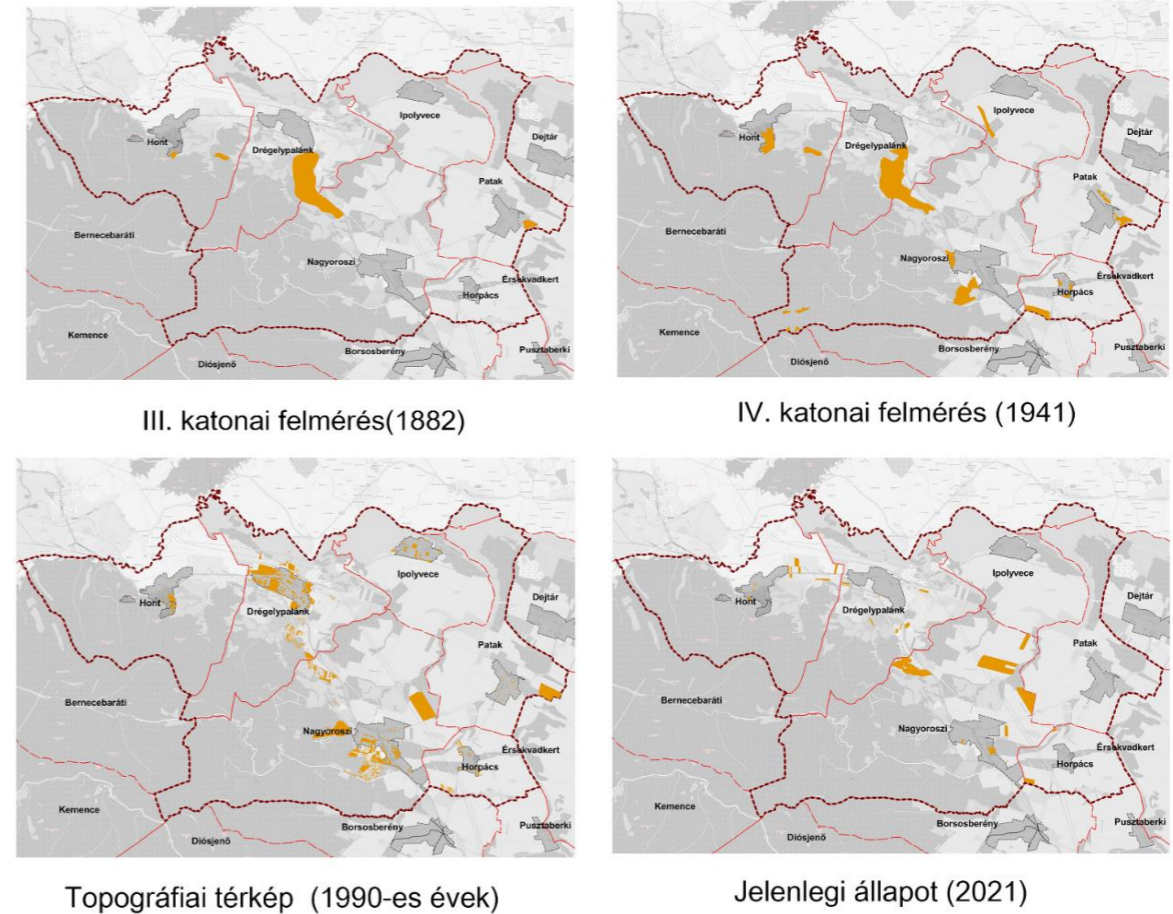 Ipolyvece
Hont
Drégelypalánk
Dejtár
Patak
Bernecebaráti
Nagyoroszi
Érsekvadkert
Horpács
Kemence
Borsosberény
Pusztaberki
Diósjenő
III. katonai felmérés(1882)
Ipolyvece
Hont
Drégelypalánk
Dejtár
Patak
Bernecebaráti
Nagyoroszi
Érsekvadkert
Horpács
Kemence
Borsosberény
Pusztaberki
Diósjenő
IV. katonai felmérés (1941)
Ipolyvece
Hont
Drégelypalánk
Dejtár
Patak
Bernecebaráti
Nagyoroszi
Érsekvadkert
Horpács
Kemence
Borsosberény
Pusztaberki
Diósjenő
Topográfiai térkép (1990-es évek)
Ipolyvece
Hont
Drégelypalánk
Dejtár
Patak
Bernecebaráti
Nagyoroszi
Érsekvadkert
Horpács
Kemence
Borsosberény
Pusztaberki
Diósjenő
Jelenlegi állapot (2021)